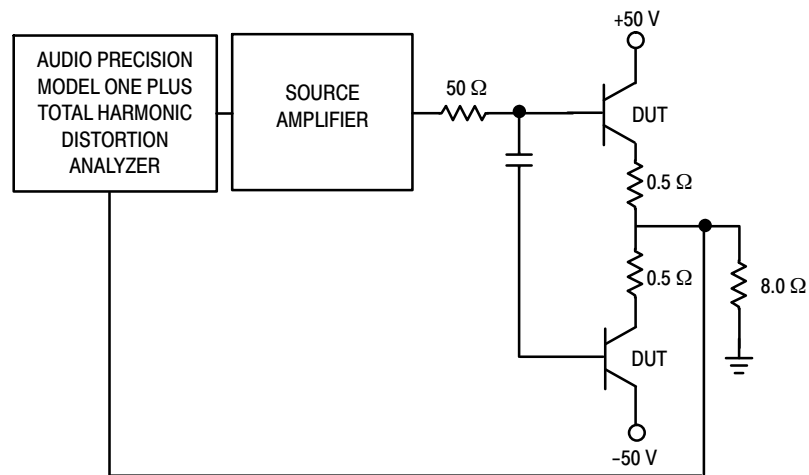 AUDIO PRECISION
MODEL ONE PLUS
TOTAL HARMONIC
DISTORTION
ANALYZER
SOURCE
AMPLIFIER
50 Ω
+50 V
DUT
0.5 Ω
0.5 Ω
8.0 Ω
DUT
−50 V